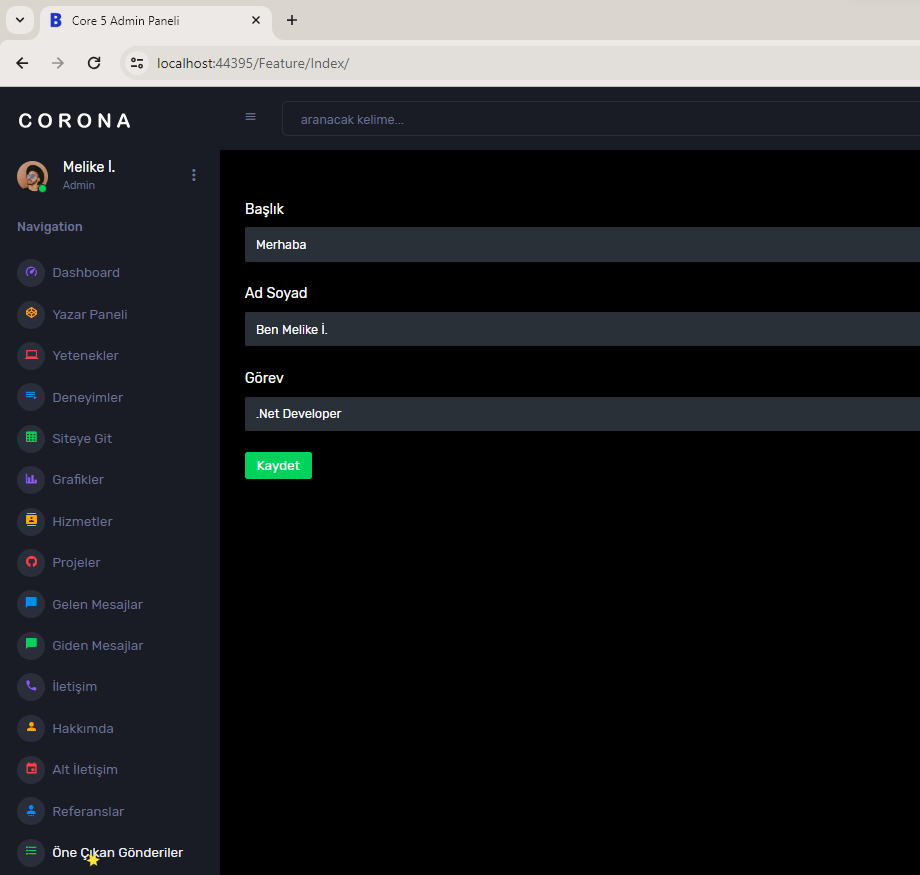 Core 5 Admin Paneli
localhost:44395/Feature/Index/
CORONA
aranacak kelime...
Melike İ.
Admin
Navigation
Dashboard
Yazar Paneli
Yetenekler
Deneyimler
Siteye Git
Grafikler
Hizmetler
Projeler
Gelen Mesajlar
Giden Mesajlar
İletişim
Hakkımda
Alt İletişim
Referanslar
Öne Çıkan Gönderiler
Başlık
Merhaba
Ad Soyad
Ben Melike İ.
Görev
.Net Developer
Kaydet